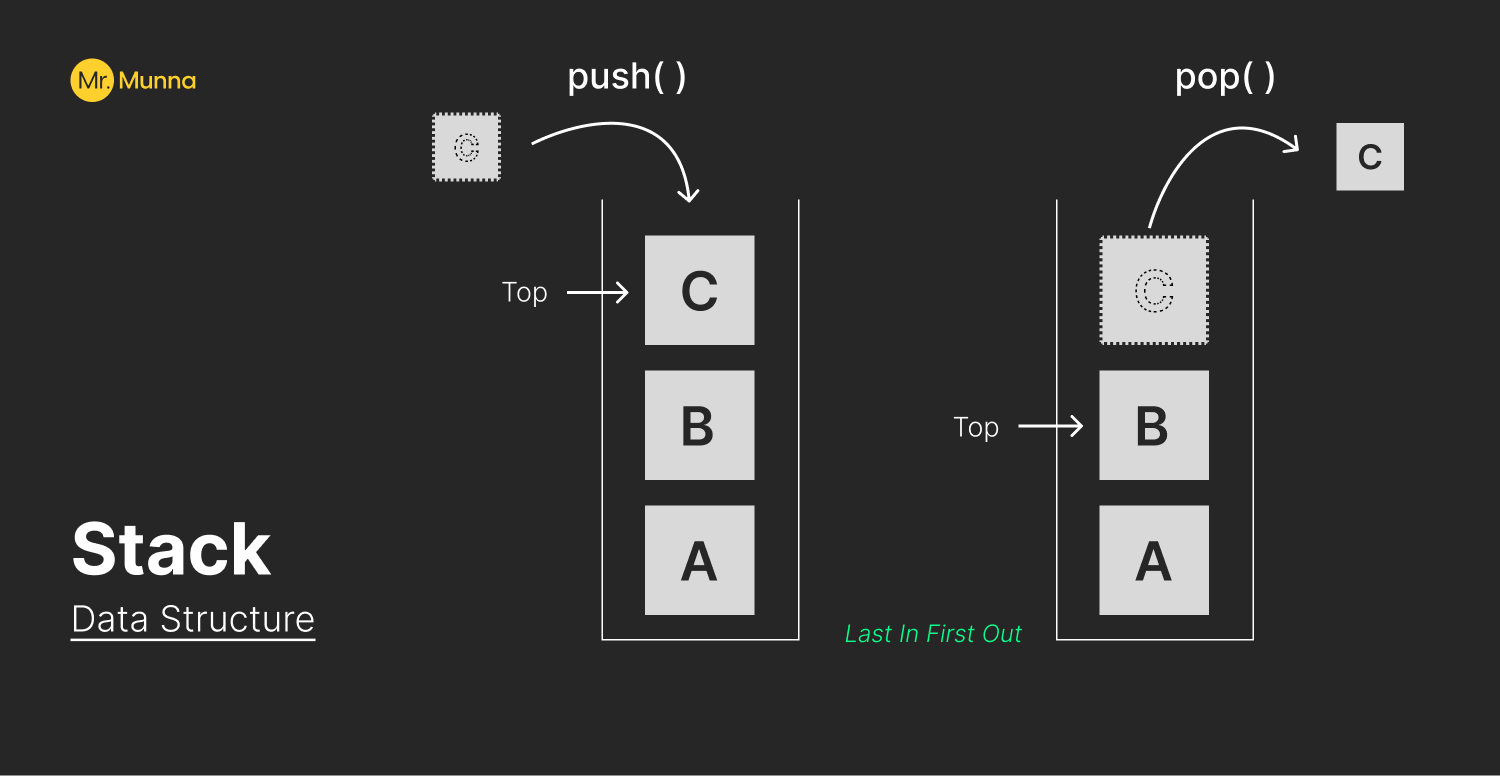 Mr. Munna
push( )
pop( )
C
C
C
C
Top
B
B
Top
A
A
Stack
Data Structure
Last In First Out